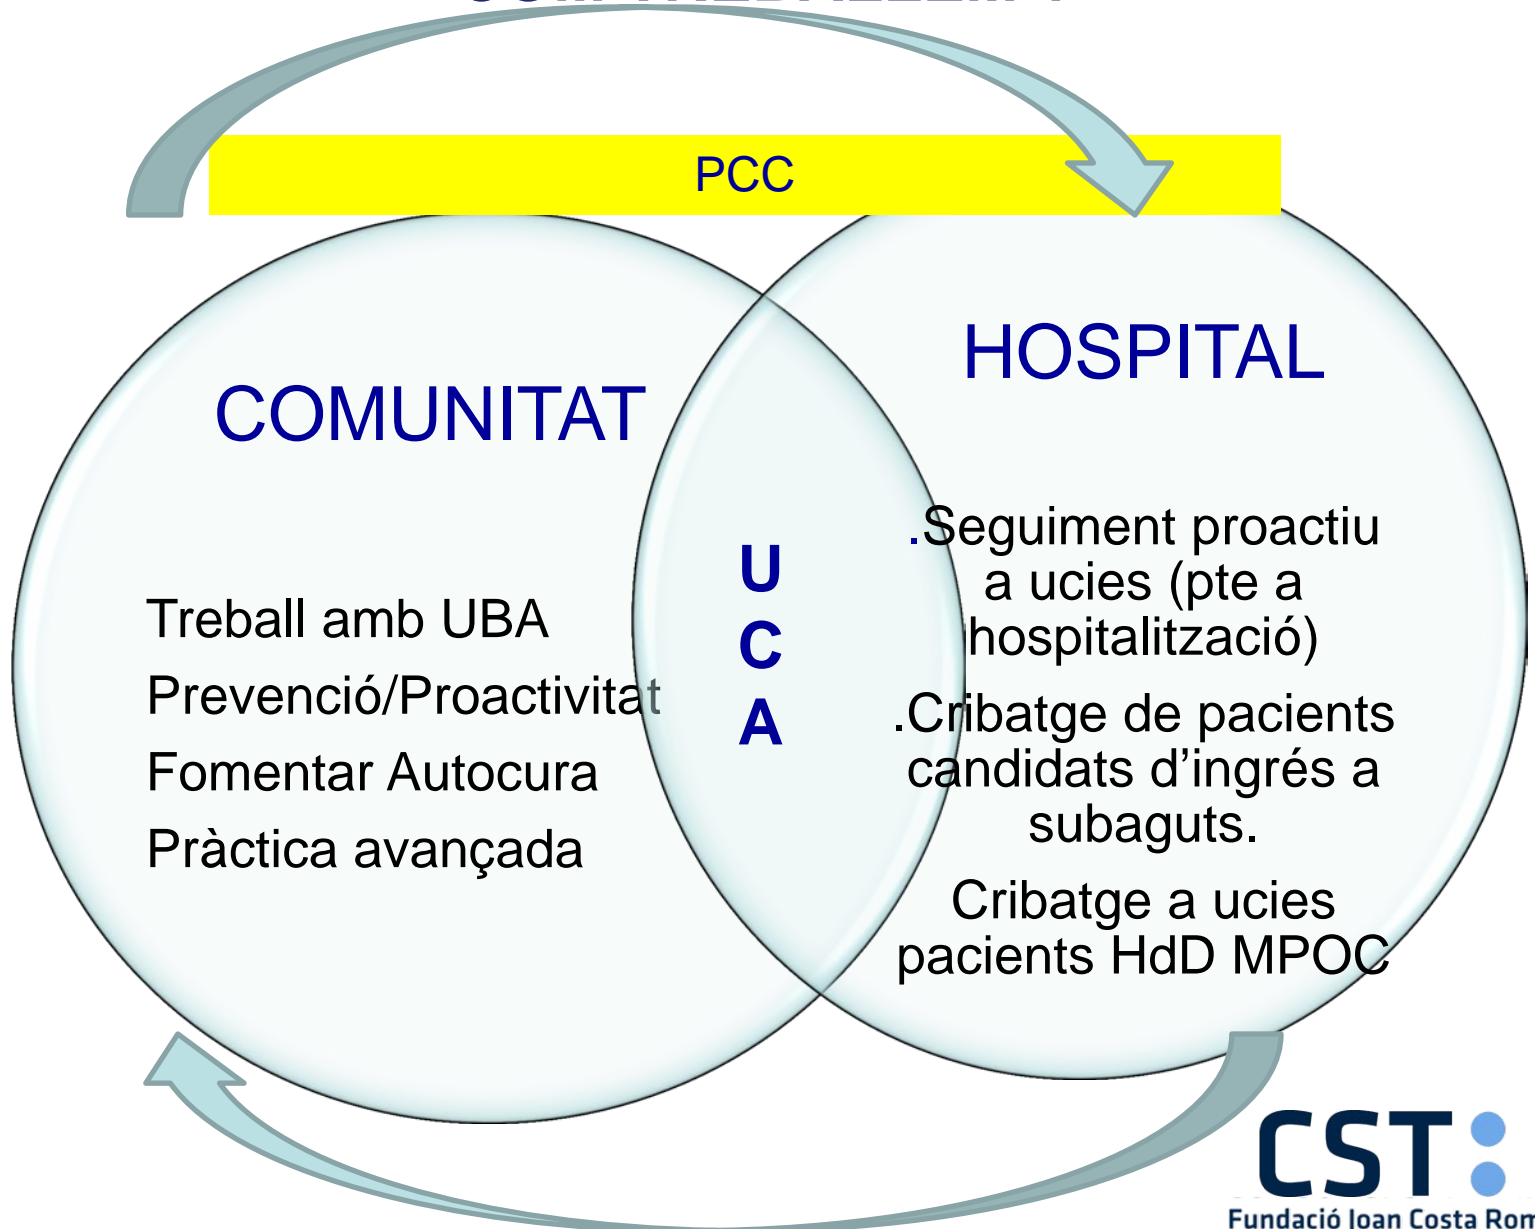 PCC
HOSPITAL
COMUNITAT
U
C
A
Treball amb UBA
Prevenció/Proactivitat
Fomentar Autocura
Pràctica avançada
.Seguiment proactiu
a ucies (pte a
hospitalització)
.Cribatge de pacients
candidats d’ingrés a
subaguts.
Cribatge a ucies
pacients HdD MPOC
CST
Fundació Joan Costa Rom